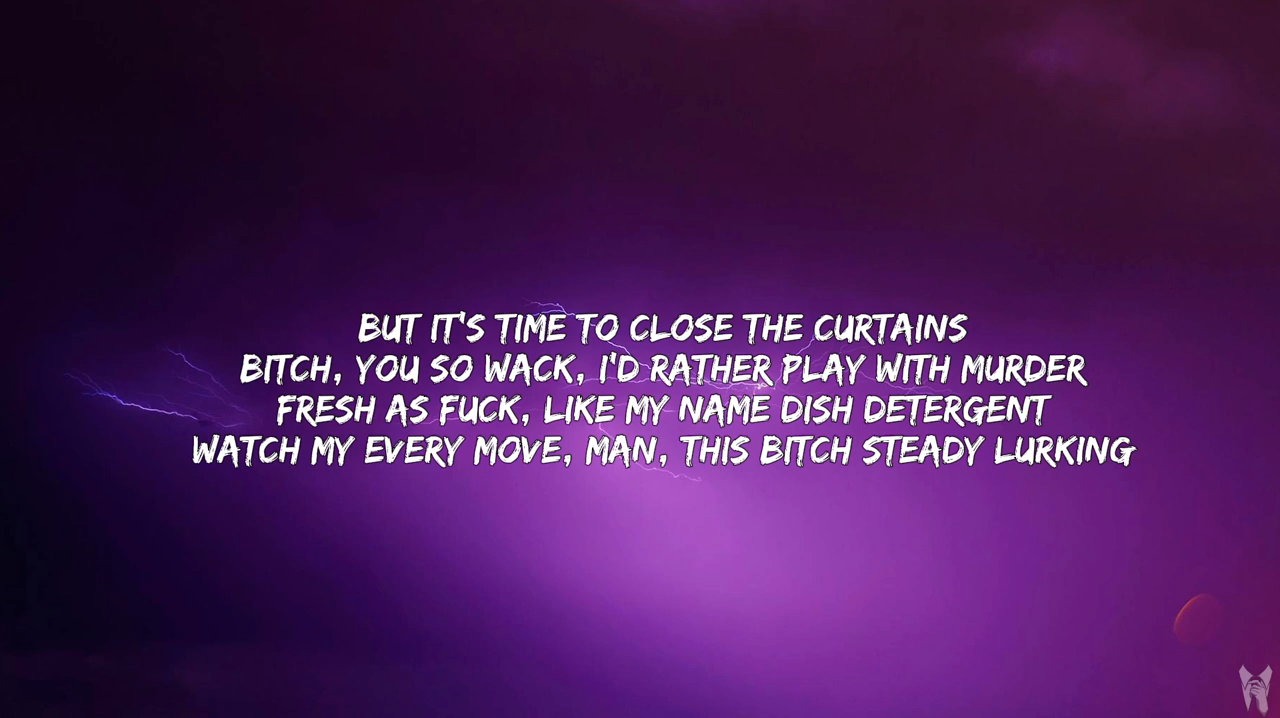 BUT IT'S TIME TO CLOSE THE CURTAINS
BITCH, YOU SO WACK, I'D RATHER PLAY WITH MURDER
FRESH AS FUCK, LIKE MY NAME DISH DETERGENT
WATCH MY EVERY MOVE, MAN, THIS BITCH STEADY LURKING